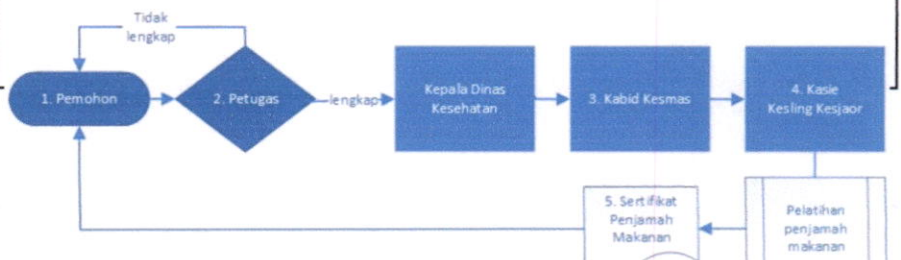 Tidak
lengkap
1. Pemohon
2. Petugas
lengkap
Kepala Dinas
Kesehatan
3. Kabid Kesmas
4. Kasie
Kesling Kesjaor
5. Sertifikat
Penjamah
Makanan
Pelatihan
penjamah
makanan